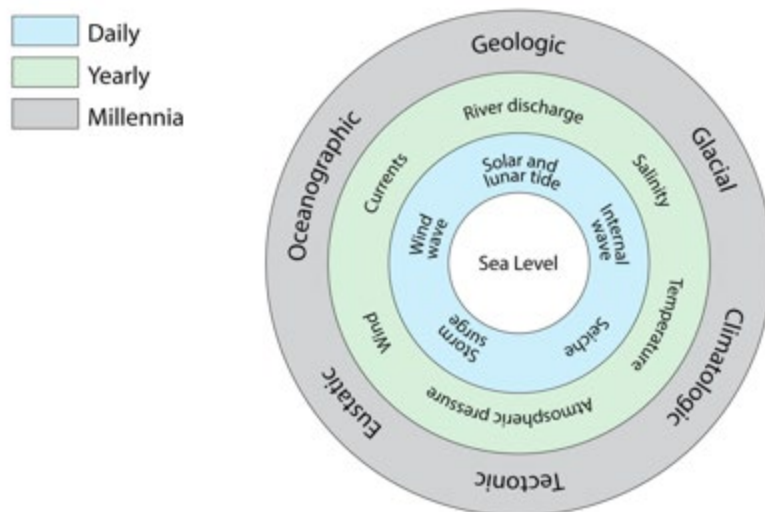 Daily
Yearly
Millennia
Geologic
Glacial
Climatologic
Tectonic
Eustatic
Oceanographic
River discharge
Salinity
Temperature
Atmospheric pressure
Wind
Currents
Solar and
lunar tide
Internal
wave
Seiche
Storm
surge
Wind
wave
Sea Level